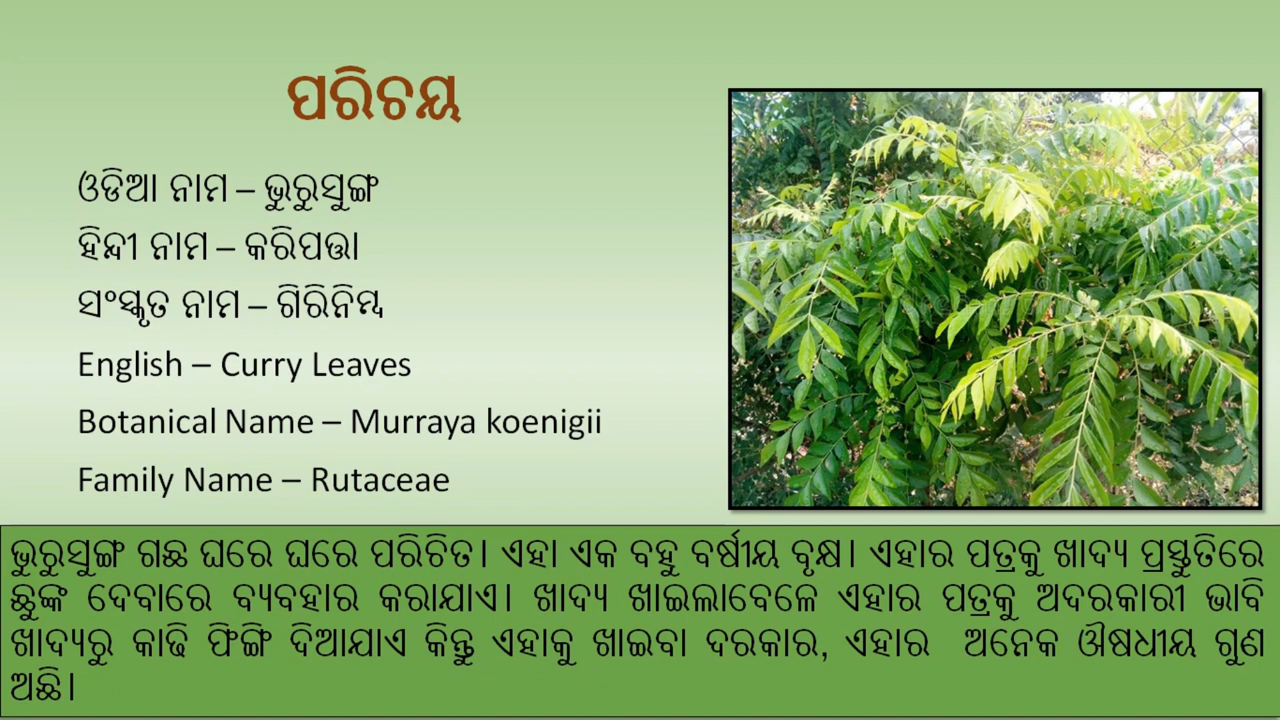 ପରିଚୟ
ଓଡିଆ ନାମ – ଭୁରୁସୁଙ୍ଗ
ହିନ୍ଦୀ ନାମ – କରିପତ୍ତା
ସଂସ୍କୃତ ନାମ – ଗିରିନିମ୍ବ
English – Curry Leaves
Botanical Name – Murraya koenigii
Family Name – Rutaceae
ଭୁରୁସୁଙ୍ଗ ଗଛ ଘରେ ଘରେ ପରିଚିତ। ଏହା ଏକ ବହୁ ବର୍ଷୀୟ ବୃକ୍ଷ। ଏହାର ପତ୍ରକୁ ଖାଦ୍ୟ ପ୍ରସ୍ତୁତିରେ
ଛୁଙ୍କ ଦେବାରେ ବ୍ୟବହାର କରାଯାଏ। ଖାଦ୍ୟ ଖାଇଲାବେଳେ ଏହାର ପତ୍ରକୁ ଅଦରକାରୀ ଭାବି
ଖାଦ୍ୟରୁ କାଢି ଫିଙ୍ଗି ଦିଆଯାଏ କିନ୍ତୁ ଏହାକୁ ଖାଇବା ଦରକାର, ଏହାର ଅନେକ ଔଷଧୀୟ ଗୁଣ
ଅଛି।